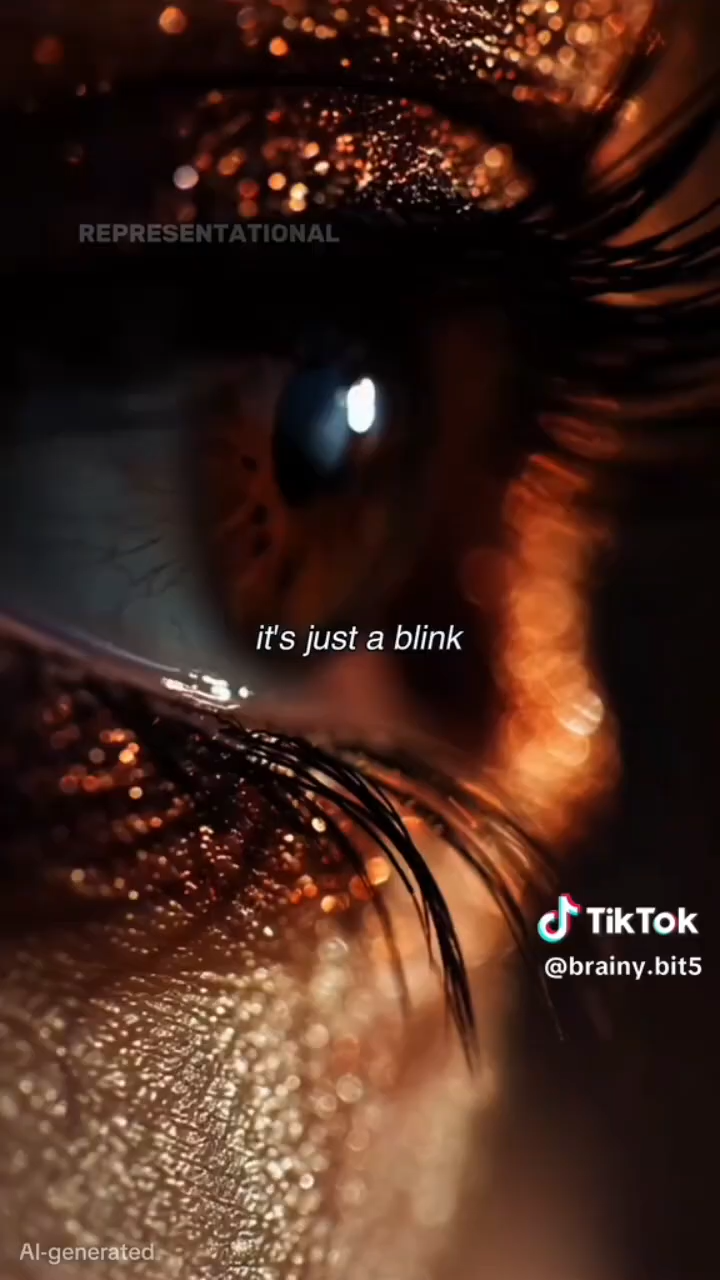 REPRESENTATIONAL
it's just a blink
TikTok
@brainy.bit5
AI-generated